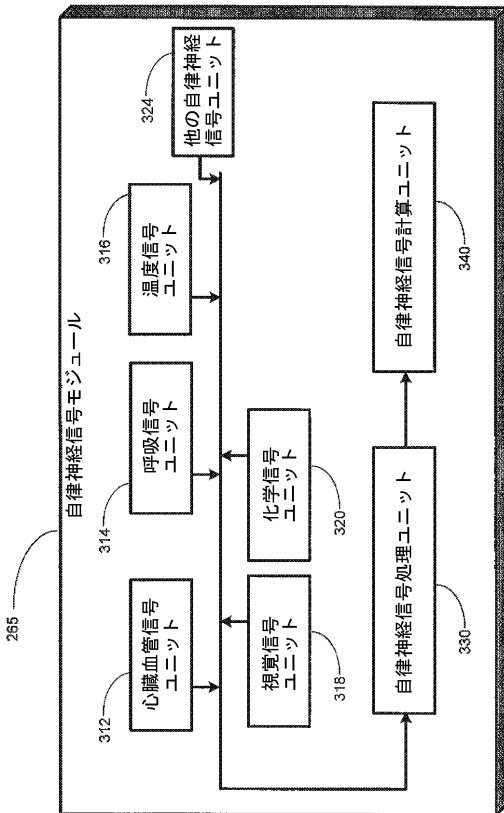 265
自律神経信号モジュール
312
心臓血管信号
ユニット
314
呼吸信号
ユニット
316
温度信号
ユニット
324
他の自律神経
信号ユニット
視覚信号
ユニット
318
化学信号
ユニット
320
自律神経信号処理ユニット
330
自律神経信号計算ユニット
340